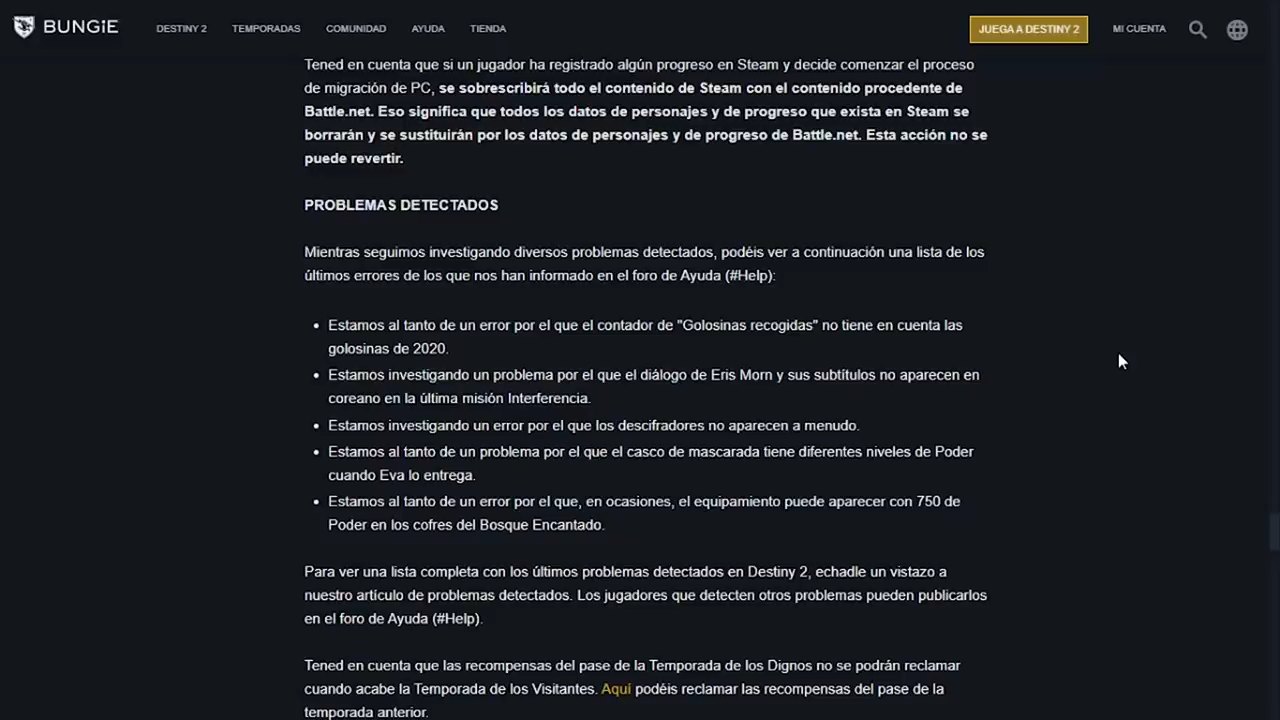 BUNGiE
DESTINY 2
TEMPORADAS
COMUNIDAD
AYUDA
TIENDA
JUEGA A DESTINY 2
MI CUENTA
Tened en cuenta que si un jugador ha registrado algún progreso en Steam y decide comenzar el proceso
de migración de PC, se sobrescribirá todo el contenido de Steam con el contenido procedente de
Battle.net. Eso significa que todos los datos de personajes y de progreso que exista en Steam se
borrarán y se sustituirán por los datos de personajes y de progreso de Battle.net. Esta acción no se
puede revertir.
PROBLEMAS DETECTADOS
Mientras seguimos investigando diversos problemas detectados, podéis ver a continuación una lista de los
últimos errores de los que nos han informado en el foro de Ayuda (#Help):
• Estamos al tanto de un error por el que el contador de "Golosinas recogidas" no tiene en cuenta las
golosinas de 2020.
• Estamos investigando un problema por el que el diálogo de Eris Morn y sus subtítulos no aparecen en
coreano en la última misión Interferencia.
• Estamos investigando un error por el que los descifradores no aparecen a menudo.
• Estamos al tanto de un problema por el que el casco de mascarada tiene diferentes niveles de Poder
cuando Eva lo entrega.
• Estamos al tanto de un error por el que, en ocasiones, el equipamiento puede aparecer con 750 de
Poder en los cofres del Bosque Encantado.
Para ver una lista completa con los últimos problemas detectados en Destiny 2, echadle un vistazo a
nuestro artículo de problemas detectados. Los jugadores que detecten otros problemas pueden publicarlos
en el foro de Ayuda (#Help).
Tened en cuenta que las recompensas del pase de la Temporada de los Dignos no se podrán reclamar
cuando acabe la Temporada de los Visitantes. Aquí podéis reclamar las recompensas del pase de la
temporada anterior.